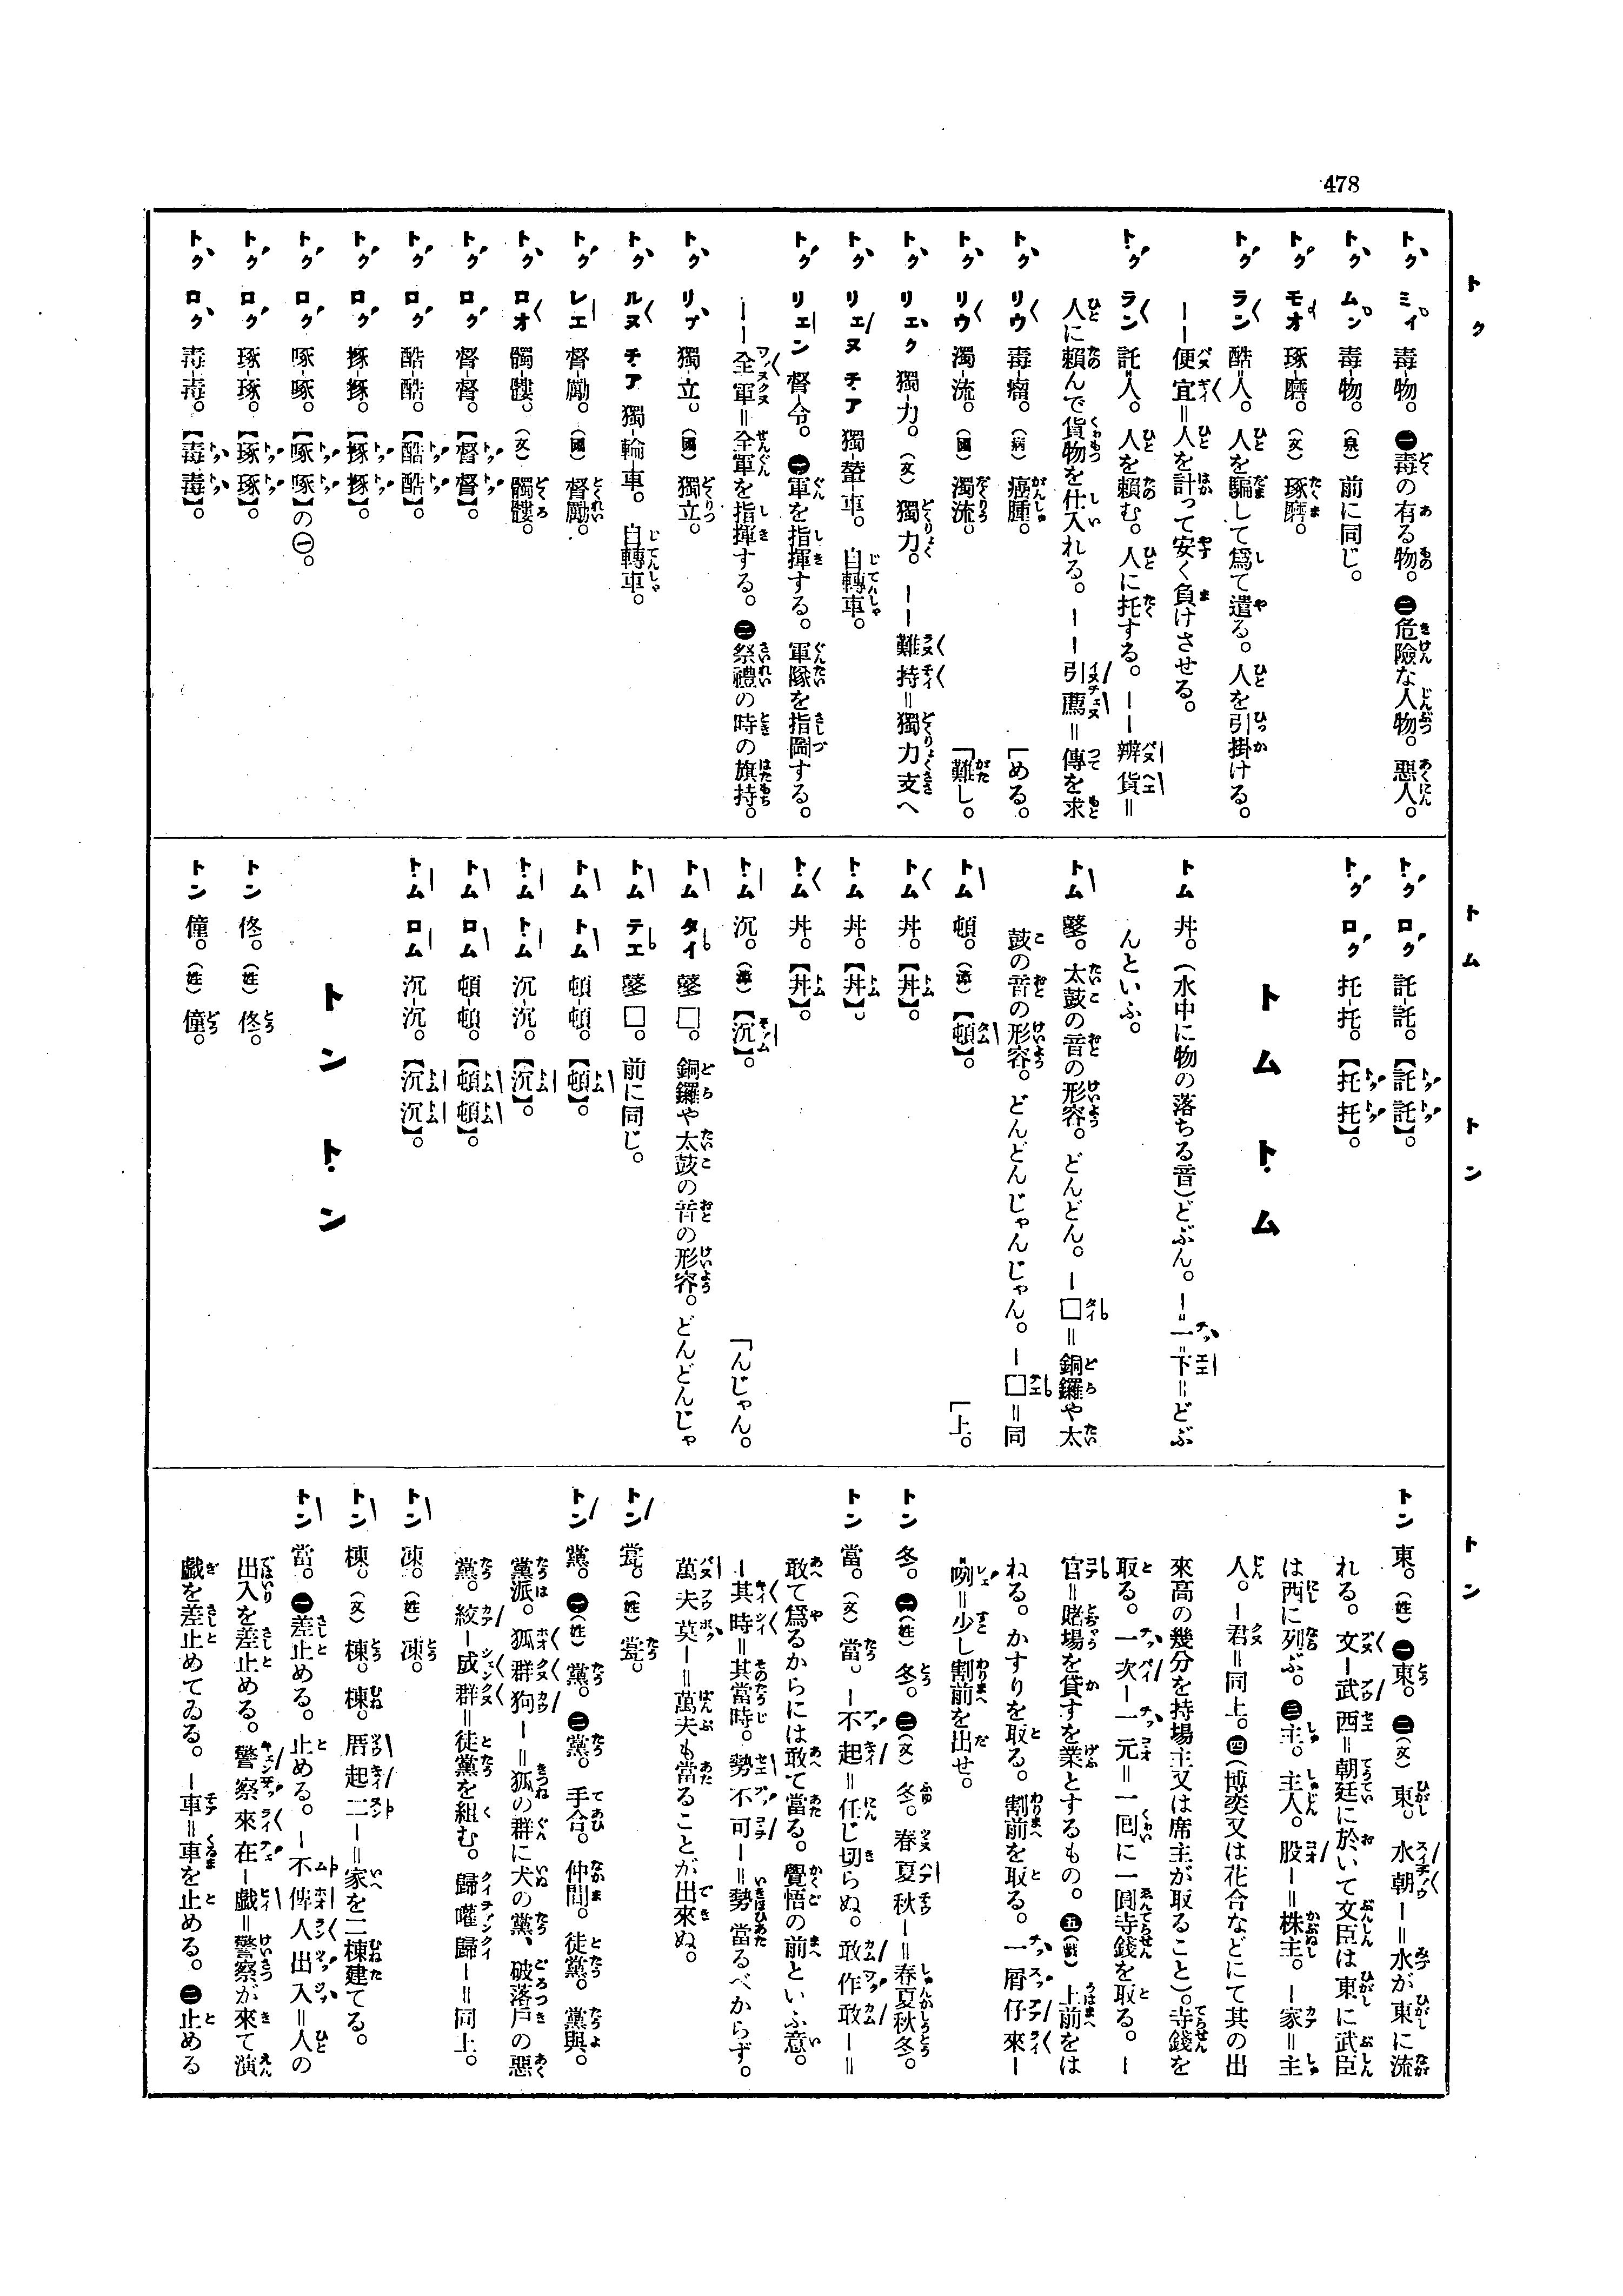 478
トク
トム
トン
トン
トク ミイ 毒-物。 ㊀毒の有る物。㊁危險な人物。惡人。
トク ムン 毒-物。(泉) 前に同じ。
トク モオ 琢-磨。(文) 琢磨。
トク ラン 酷=人。 人を騙して爲て遣る。人を引掛ける。
――便宜=人を計って安く負けさせる。
トク ラン 託=人。 人を賴む。人に托する。――辨貨=
人に賴んで貨物を仕入れる。――引薦=傳を求
「める。
トク リウ 毒-瘤。(病) 癌腫。
トク リウ 濁-流。(國) 濁流。
「難し。
トク リェク 獨-力。(文) 獨力。――難持=獨力支へ
トク リェヌ チア 獨-輦-車。 自轉車。
トク リェン 督-令。 ㊀軍を指揮する。軍隊を指圖する。
――全軍=全軍を指揮する。㊁祭禮の時の旗持。
トク リプ 獨-立。(國) 獨立。
トク ルヌ チア 獨-輪-車。 自轉車。
トク レエ 督-勵。(國) 督勵。
トク ロオ 髑-髏。(文) 髑髏。
トク ロク 督-督。【督督】。
トク ロク 酷-酷。【酷酷】。
トク ロク 㧻-㧻。【㧻㧻】。
トク ロク 啄-啄。【啄啄】の㊀。
トク ロク 琢-琢。【琢琢】。
トク ロク 毒-毒。【毒毒】。
トク ロク 託-託。【託託】。
トク ロク 托-托。【托托】。
トム トム
トム 丼。(水中に物の落ちる音)どぶん。―=一=下=どぶ
んといふ。
トム 鼕。 太鼓の音の形容。どんどん。―□=銅鑼や太
鼓の音の形容。どんどんじゃんじゃん。―□=同
「上。
トム 頓。 【頓】。
トム 丼。【丼】。
トム 丼。【丼】。
トム 丼。【丼】。
トム 沉。 【沉】。
「んじゃん。
トム タイ 鼕□。 銅鑼や太鼓の音の形容。どんどんじゃ
トム テエ 鼕□。 前に同じ。
トム トム 頓-頓。【頓】。
トム トム 沉-沉。【沉】。
トム ロム 頓-頓。【頓頓】。
トム ロム 沉-沉。【沉沉】。
トン トン
トン 佟。(姓) 佟。
トン 僮。(姓) 僮。
トン 東。(姓) ㊀東。㊁(文) 東。水朝―=水が東に流
れる。文―武西=朝廷に於いて文臣は東に武臣
は西に列ぶ。㊂主。主人。股―=株主。―家=主
人。―君=同上。㊃(博奕又は花合などにて其の出
來高の幾分を持場主又は席主が取ること)。寺錢を
取る。一次―一元=一囘に一圓寺錢を取る。―
官=賭場を貸すを業とするもの。㊄(戲) 上前をは
ねる。かすりを取る。割前を取る。一屑仔來―
咧=少し割前を出せ。
トン 冬。㊀(姓) 冬。㊁(文) 冬。春夏秋―=春夏秋冬。
トン 當。(文) 當。―不起=任じ切らぬ。敢作敢―=
敢て爲るからには敢て當る。覺悟の前といふ意。
―其時=其當時。勢不可―=勢當るべからず。
萬夫莫―=萬夫も當ることが出來ぬ。
トン 甍。(姓)
トン 黨。㊀(姓) 黨。㊁黨。手合。仲間。徒黨。黨與。
黨派。狐群狗―=狐の群に犬の黨、破落戶の惡
黨。絞―成群=徒黨を組む。歸嚾歸―=同上。
トン 凍。(姓) 凍。
トン 棟。(文) 棟。棟。厝起二―=家を二棟建てる。
トン 當。㊀差止める。止める。―不俾人出入=人の
出入を差止める。警察來在―戲=警察が來て演
戲を差止めてゐる。―車=車を止める。㊁止める